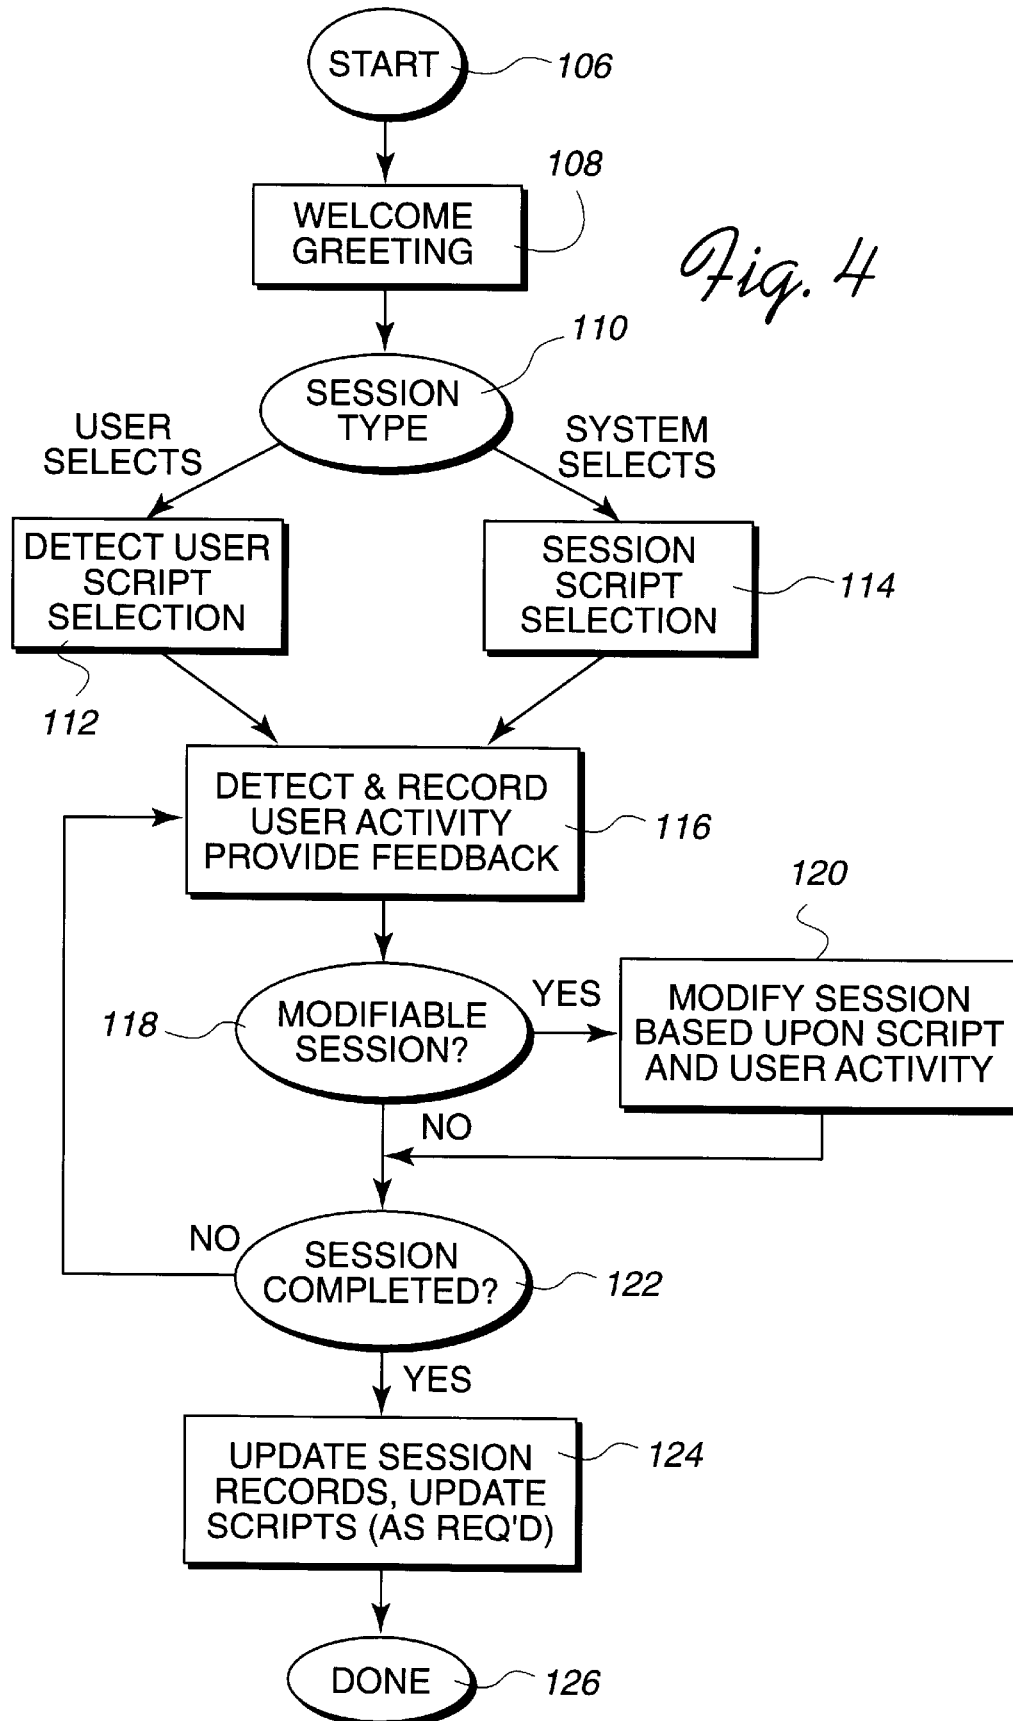 START
106
108
WELCOME
GREETING
Fig. 4
110
SESSION
TYPE
USER
SELECTS
SYSTEM
SELECTS
DETECT USER
SCRIPT
SELECTION
112
SESSION
SCRIPT
SELECTION
114
DETECT & RECORD
USER ACTIVITY
PROVIDE FEEDBACK
116
118
MODIFIABLE
SESSION?
YES
120
MODIFY SESSION
BASED UPON SCRIPT
AND USER ACTIVITY
NO
NO
SESSION
COMPLETED?
122
YES
UPDATE SESSION
RECORDS, UPDATE
SCRIPTS (AS REQ'D)
124
DONE
126